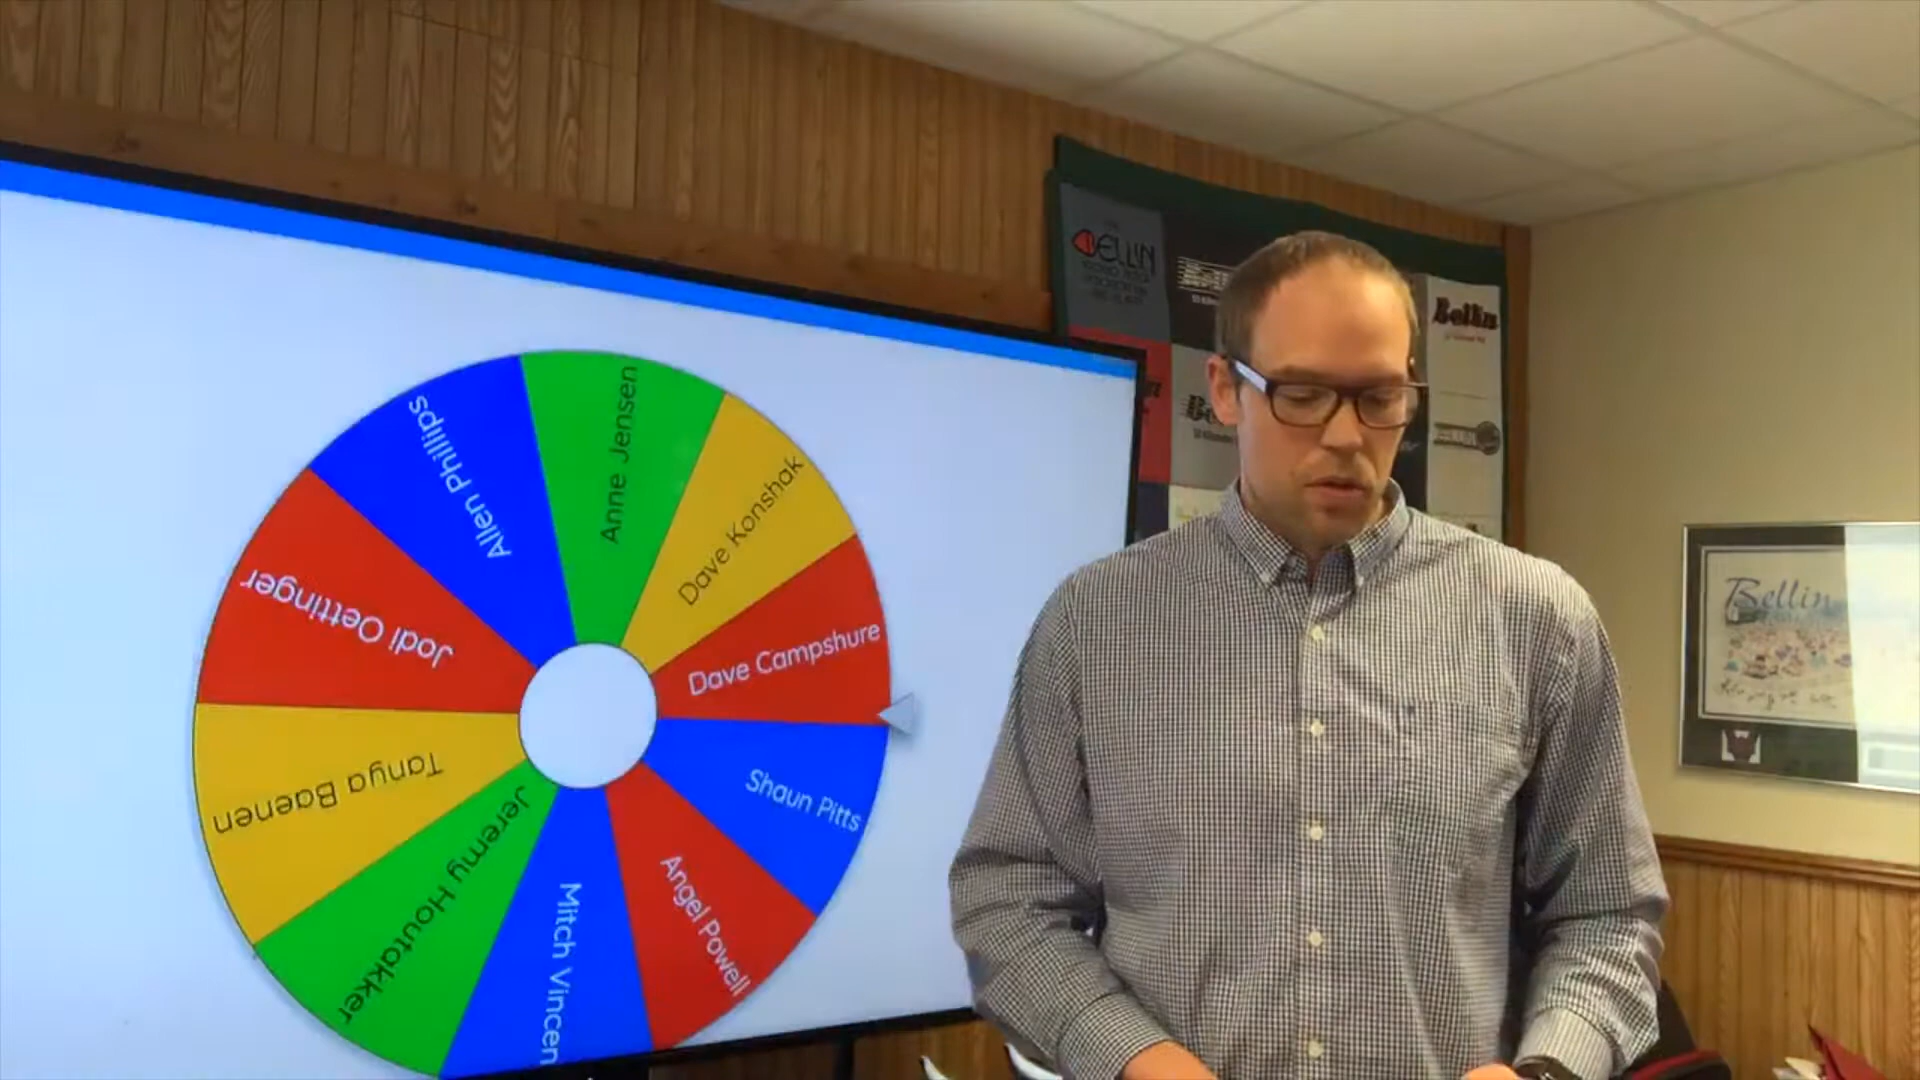 Anne Jensen
Dave Konshak
Dave Campshure
Shaun Pitts
Angel Powell
Mitch Vincen
Jeremy Houtakker
Tanya Baenen
Jodi Oettinger
Allen Phillips
BELLIN
Bellin
Bellin